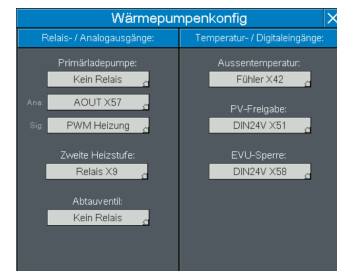 Wärmepumpenkonfig X
Relais- / Analogausgänge:
Primärladepumpe:
Kein Relais
Ana: AOUT X57
Sig: PWM Heizung
Zweite Heizstufe:
Relais X9
Abtauventil:
Kein Relais
Temperatur- / Digitaleingänge:
Aussentemperatur:
Fühler X42
PV-Freigabe:
DIN24V X51
EVU-Sperre:
DIN24V X58